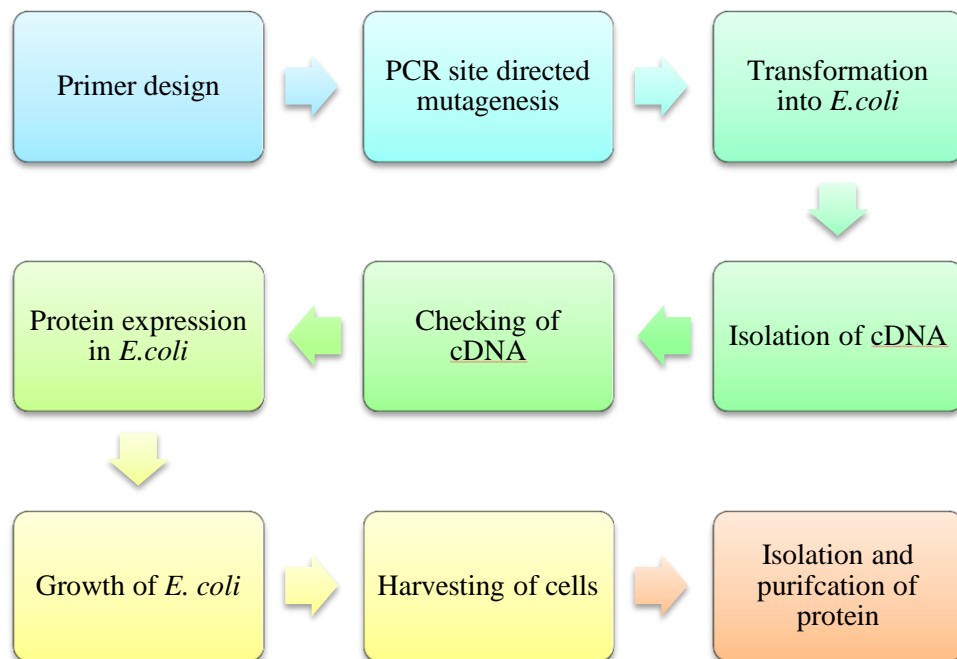 Primer design
PCR site directed
mutagenesis
Transformation
into E.coli
Isolation of cDNA
Checking of
cDNA
Protein expression
in E.coli
Growth of E. coli
Harvesting of cells
Isolation and
purifcation of
protein